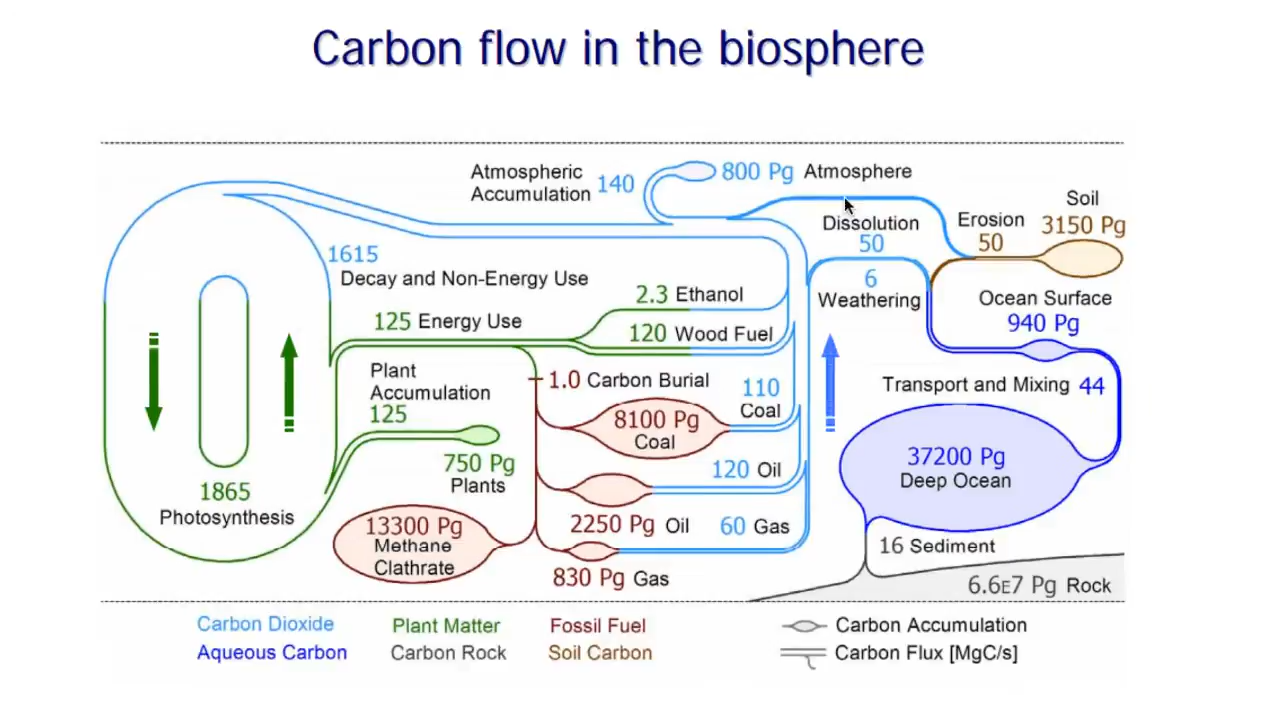 Carbon flow in the biosphere
Atmospheric
Accumulation 140
800 Pg Atmosphere
Dissolution
50
6
Weathering
Erosion
50
Soil
3150 Pg
1615
Decay and Non-Energy Use
2.3 Ethanol
125 Energy Use
120 Wood Fuel
Ocean Surface
940 Pg
Plant
Accumulation
125
1.0 Carbon Burial
110
Coal
8100 Pg
Coal
Transport and Mixing 44
750 Pg
Plants
37200 Pg
Deep Ocean
120 Oil
1865
Photosynthesis
13300 Pg
Methane
Clathrate
2250 Pg Oil
60 Gas
16 Sediment
830 Pg Gas
6.6E7 Pg Rock
Carbon Dioxide
Plant Matter
Fossil Fuel
Carbon Accumulation
Aqueous Carbon
Carbon Rock
Soil Carbon
Carbon Flux [MgC/s]